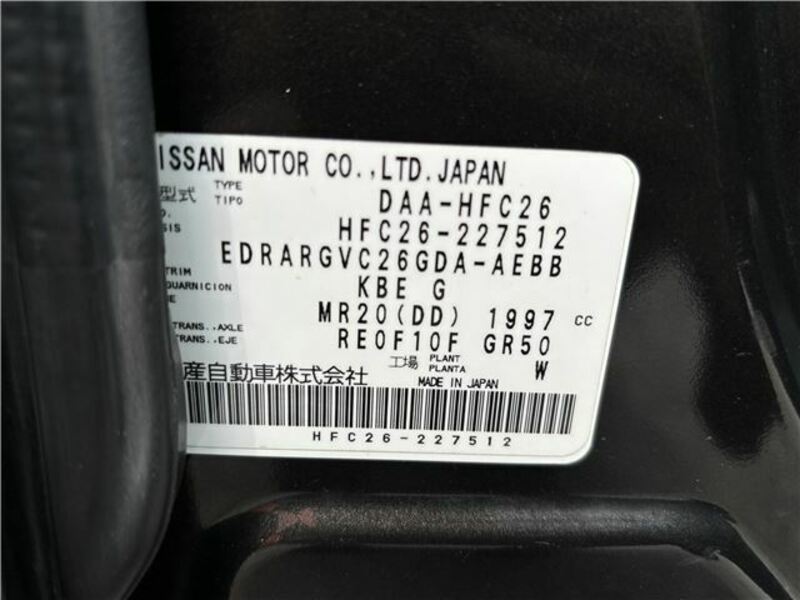 ISSAN MOTOR CO.,LTD.JAPAN
型式 TYPE TIPO DAA-HFC26
O.
SIS HFC26-227512
EDRARGVC26GDA-AEBB
TRIM
GUARNICION KBE G
NE MR20(DD) 1997 CC
TRANS.,AXLE
TRANS.,EJE RE0F10F GR50
工場 PLANT PLANTA W
産自動車株式会社 MADE IN JAPAN
HFC26-227512